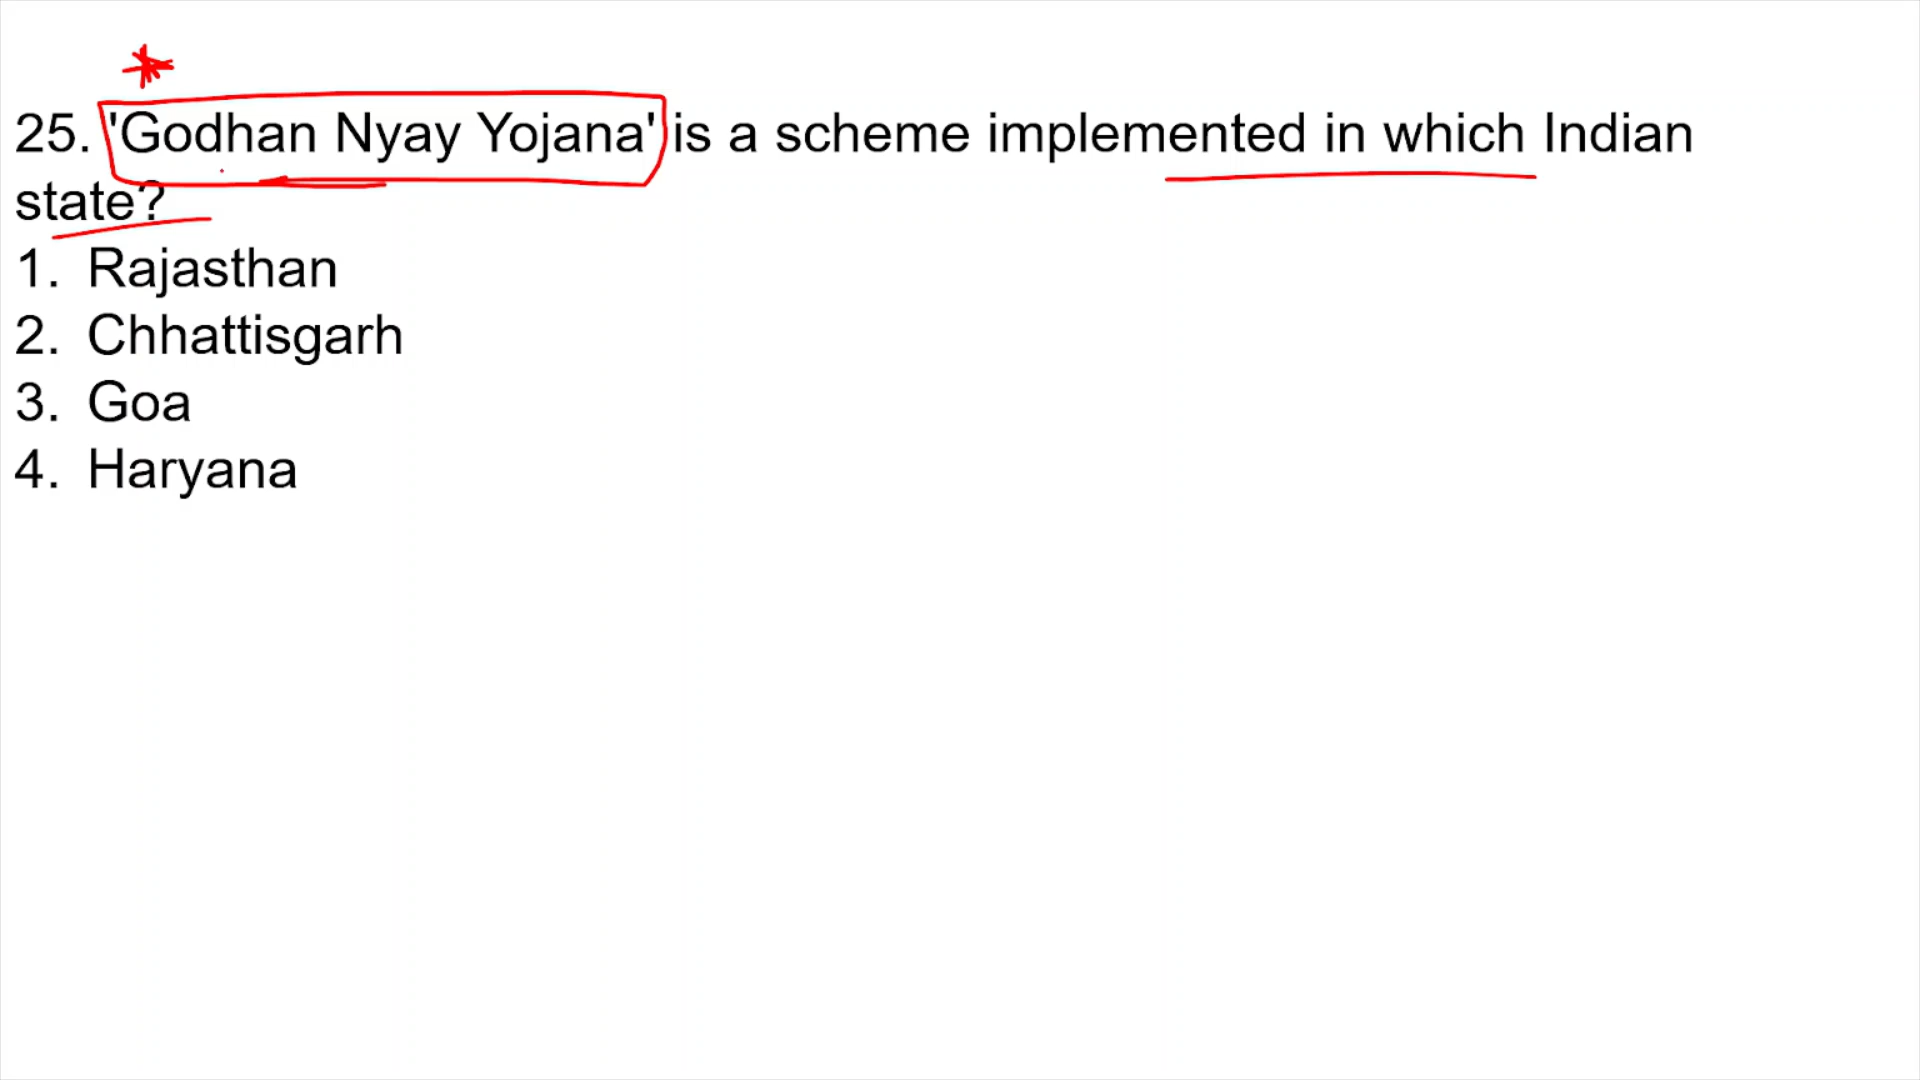 25. 'Godhan Nyay Yojana' is a scheme implemented in which Indian
state?
1. Rajasthan
2. Chhattisgarh
3. Goa
4. Haryana